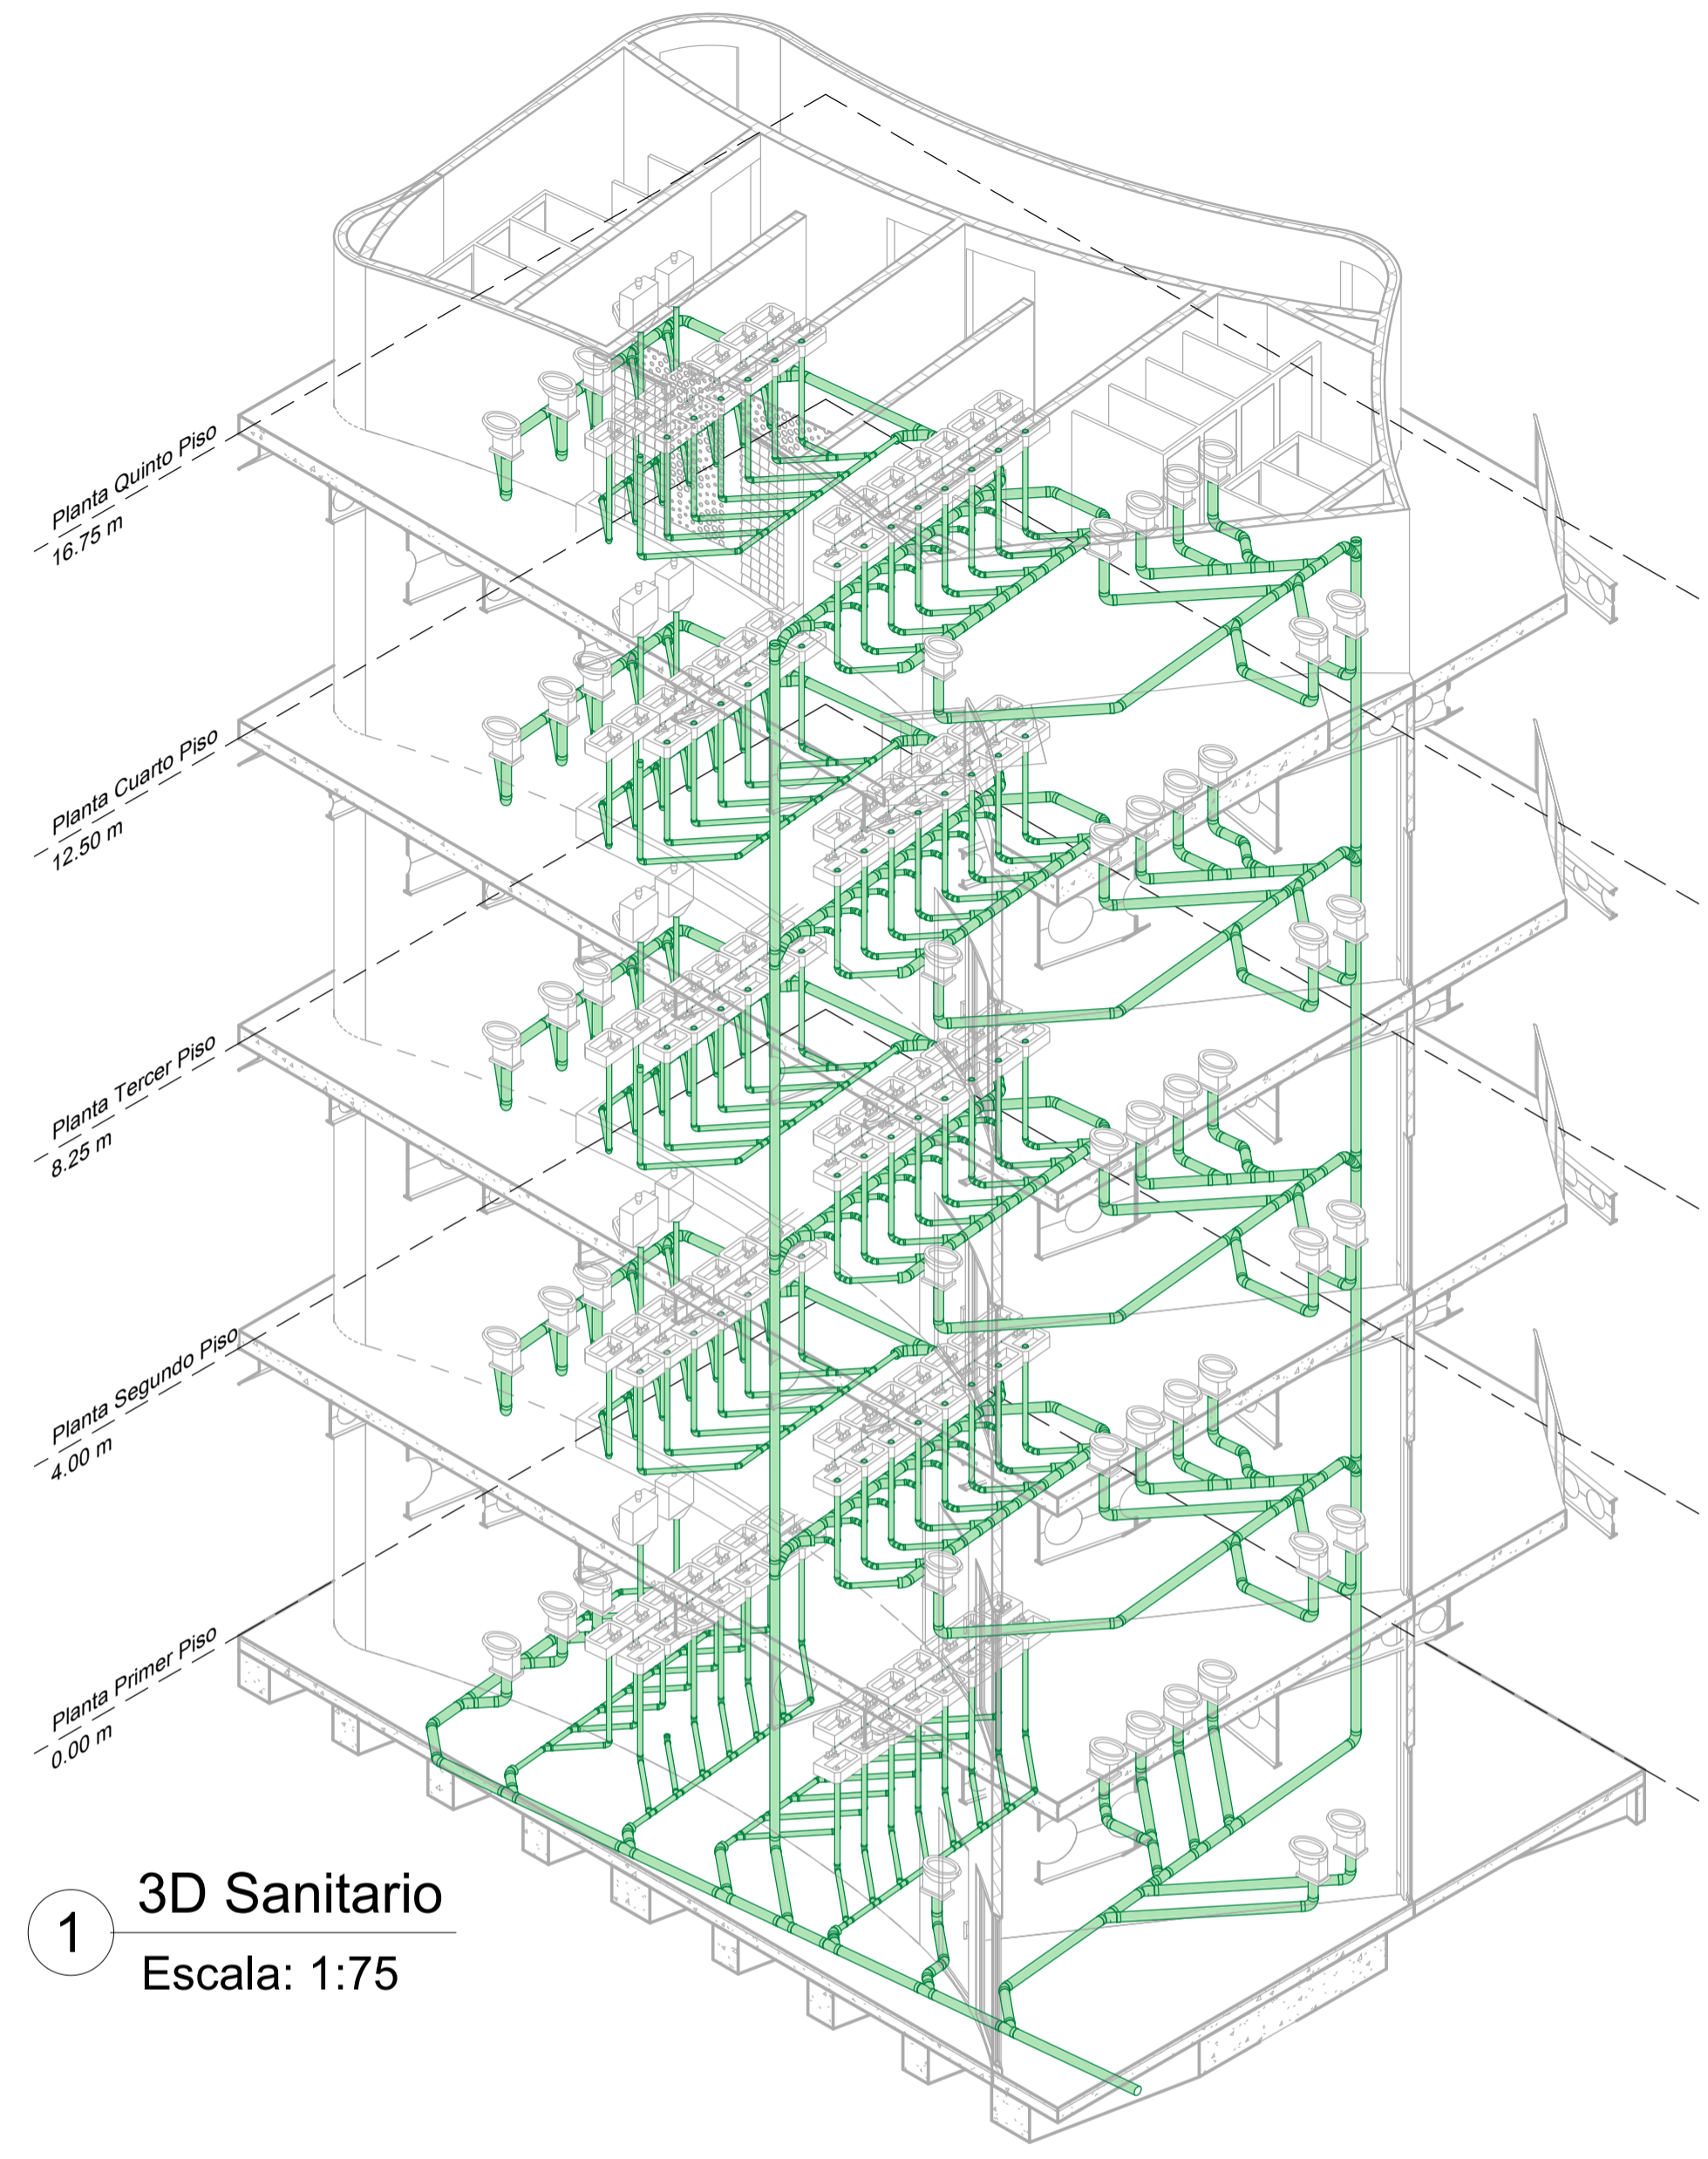 Planta Quinto Piso
16.75 m
Planta Cuarto Piso
12.50 m
Planta Tercer Piso
8.25 m
Planta Segundo Piso
4.00 m
Planta Primer Piso
0.00 m
1
3D Sanitario
Escala: 1:75